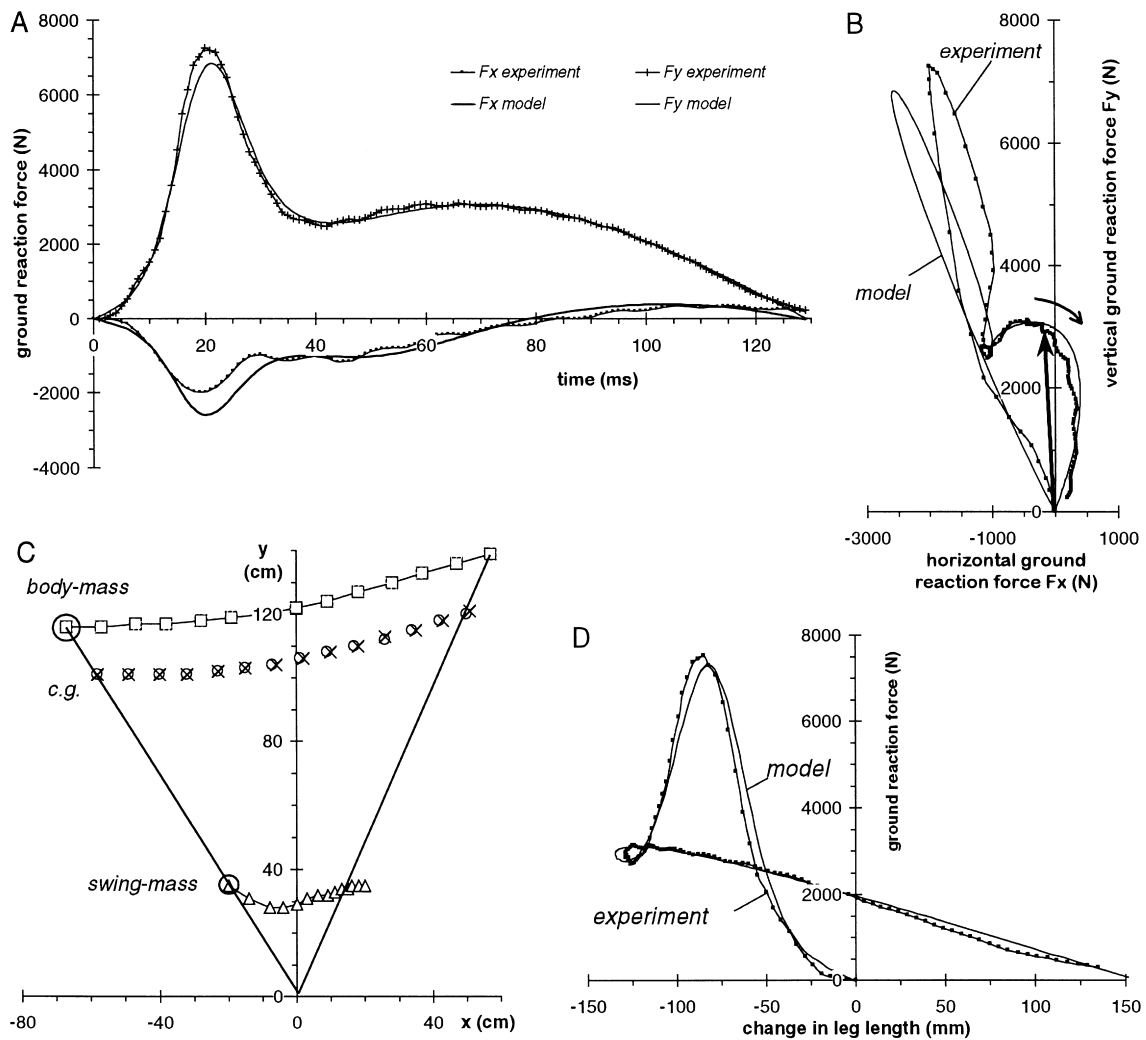 A
8000
6000
4000
2000
0
-2000
-4000
ground reaction force (N)
Fx experiment
Fy experiment
Fx model
Fy model
0
20
40
60
80
100
120
time (ms)
B
8000
6000
4000
2000
0
experiment
model
vertical ground reaction force Fy (N)
-3000
-1000
1000
horizontal ground
reaction force Fx (N)
C
y
(cm)
body-mass
120
c.g.
80
swing-mass
40
0
-80
-40
0
40
x (cm)
D
8000
6000
4000
2000
0
ground reaction force (N)
model
experiment
-150
-100
-50
0
50
100
150
change in leg length (mm)